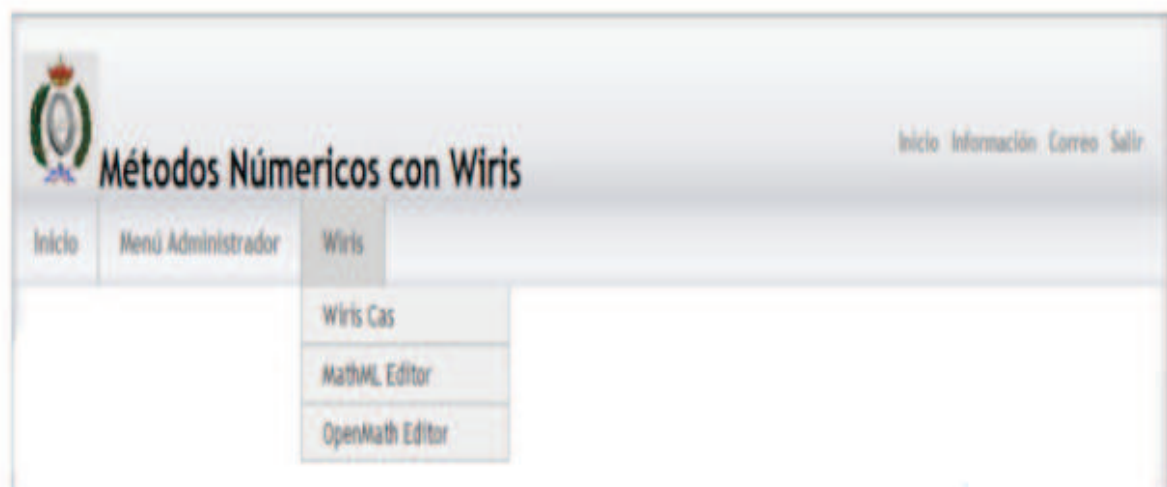 Inicio Información Correo Salir
Métodos Númericos con Wiris
Inicio Menú Administrador Wiris
Wiris Cas
MathML Editor
OpenMath Editor